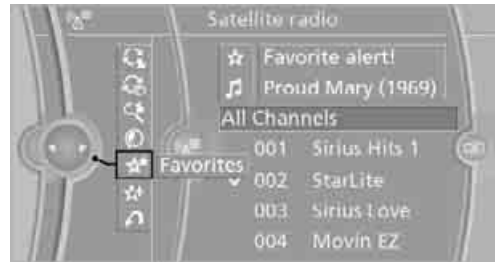 Satellite radio
Favorite alert!
Proud Mary (1969)
All Channels
001 Sirius Hits 1
Favorites
002 StarLite
003 Sirius Love
004 Movin EZ